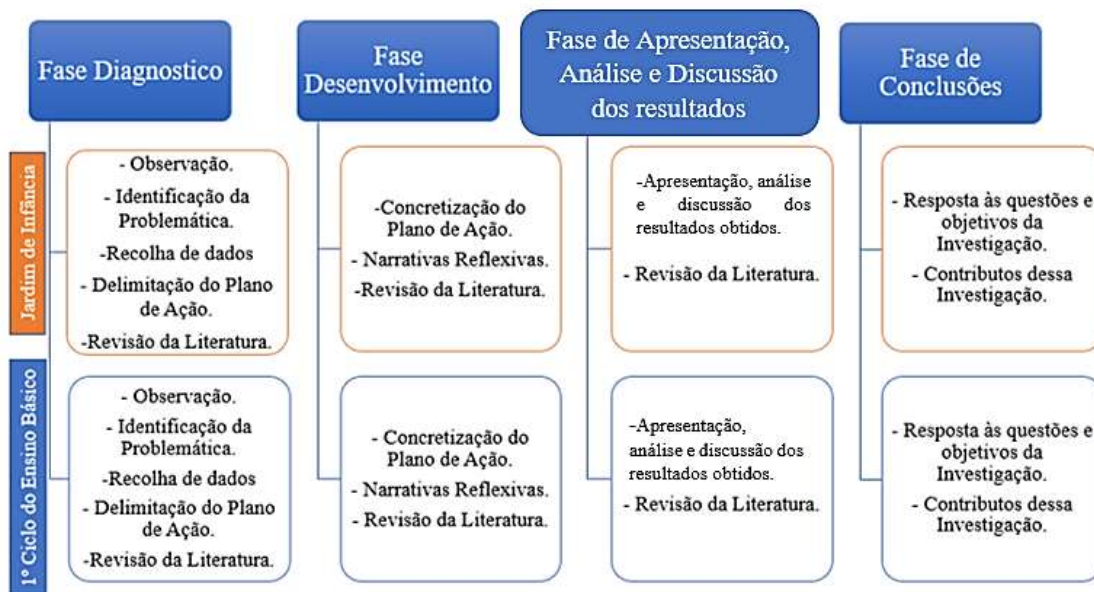 Fase Diagnostico
Fase
Desenvolvimento
Fase de Apresentação,
Análise e Discussão
dos resultados
Fase de
Conclusões
Jardim de Infância
- Observação.
- Identificação da
Problemática.
-Recolha de dados
- Delimitação do Plano
de Ação.
-Revisão da Literatura.
-Concretização do
Plano de Ação.
- Narrativas Reflexivas.
-Revisão da Literatura.
-Apresentação, análise
e discussão dos
resultados obtidos.
- Revisão da Literatura.
- Resposta às questões e
objetivos da
Investigação.
- Contributos dessa
Investigação.
1º Ciclo do Ensino Básico
- Observação.
- Identificação da
Problemática.
-Recolha de dados
- Delimitação do Plano
de Ação.
-Revisão da Literatura.
- Concretização do
Plano de Ação.
- Narrativas Reflexivas.
- Revisão da Literatura.
-Apresentação,
análise e discussão dos
resultados obtidos.
- Revisão da Literatura.
- Resposta às questões e
objetivos da
Investigação.
- Contributos dessa
Investigação.